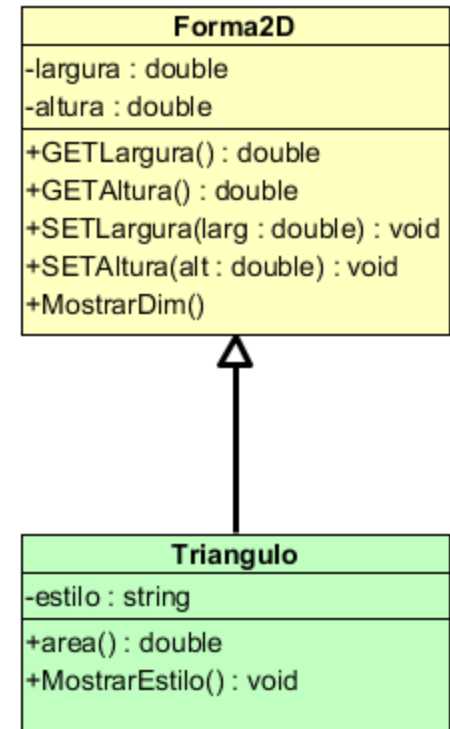 Forma2D
-largura : double
-altura : double
+GETLargura() : double
+GETAltura() : double
+SETLargura(larg : double) : void
+SETAltura(alt : double) : void
+MostrarDim()
Triangulo
-estilo : string
+area() : double
+MostrarEstilo() : void